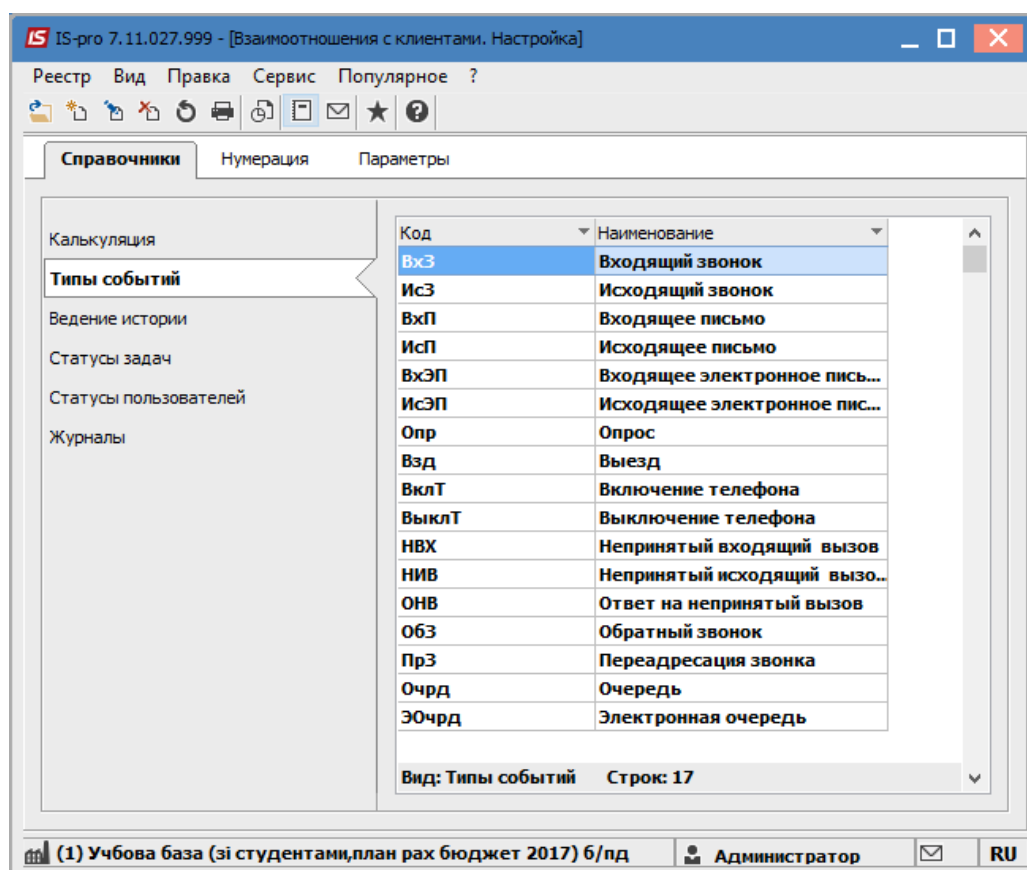 IS-pro 7.11.027.999 - [Взаимоотношения с клиентами. Настройка]
Реестр Вид Правка Сервис Популярное ?
Справочники Нумерация Параметры
Калькуляция
Типы событий
Ведение истории
Статусы задач
Статусы пользователей
Журналы
Код Наименование
ВхЗ Входящий звонок
ИсЗ Исходящий звонок
ВхП Входящее письмо
ИсП Исходящее письмо
ВхЭП Входящее электронное пись...
ИсЭП Исходящее электронное пис...
Опр Опрос
Взд Выезд
ВклТ Включение телефона
ВыклТ Выключение телефона
НВХ Непринятый входящий вызов
НИВ Непринятый исходящий вызо...
ОНВ Ответ на непринятый вызов
ОбЗ Обратный звонок
ПрЗ Переадресация звонка
Очрд Очередь
ЭОчрд Электронная очередь
Вид: Типы событий Строк: 17
(1) Учбова база (зі студентами,план рах бюджет 2017) б/пд Администратор RU